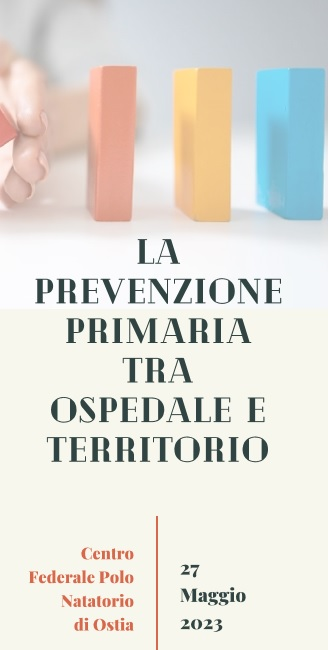 LA
PREVENZIONE
PRIMARIA
TRA
OSPEDALE E
TERRITORIO
Centro
Federale Polo
Natatorio
di Ostia
27
Maggio
2023